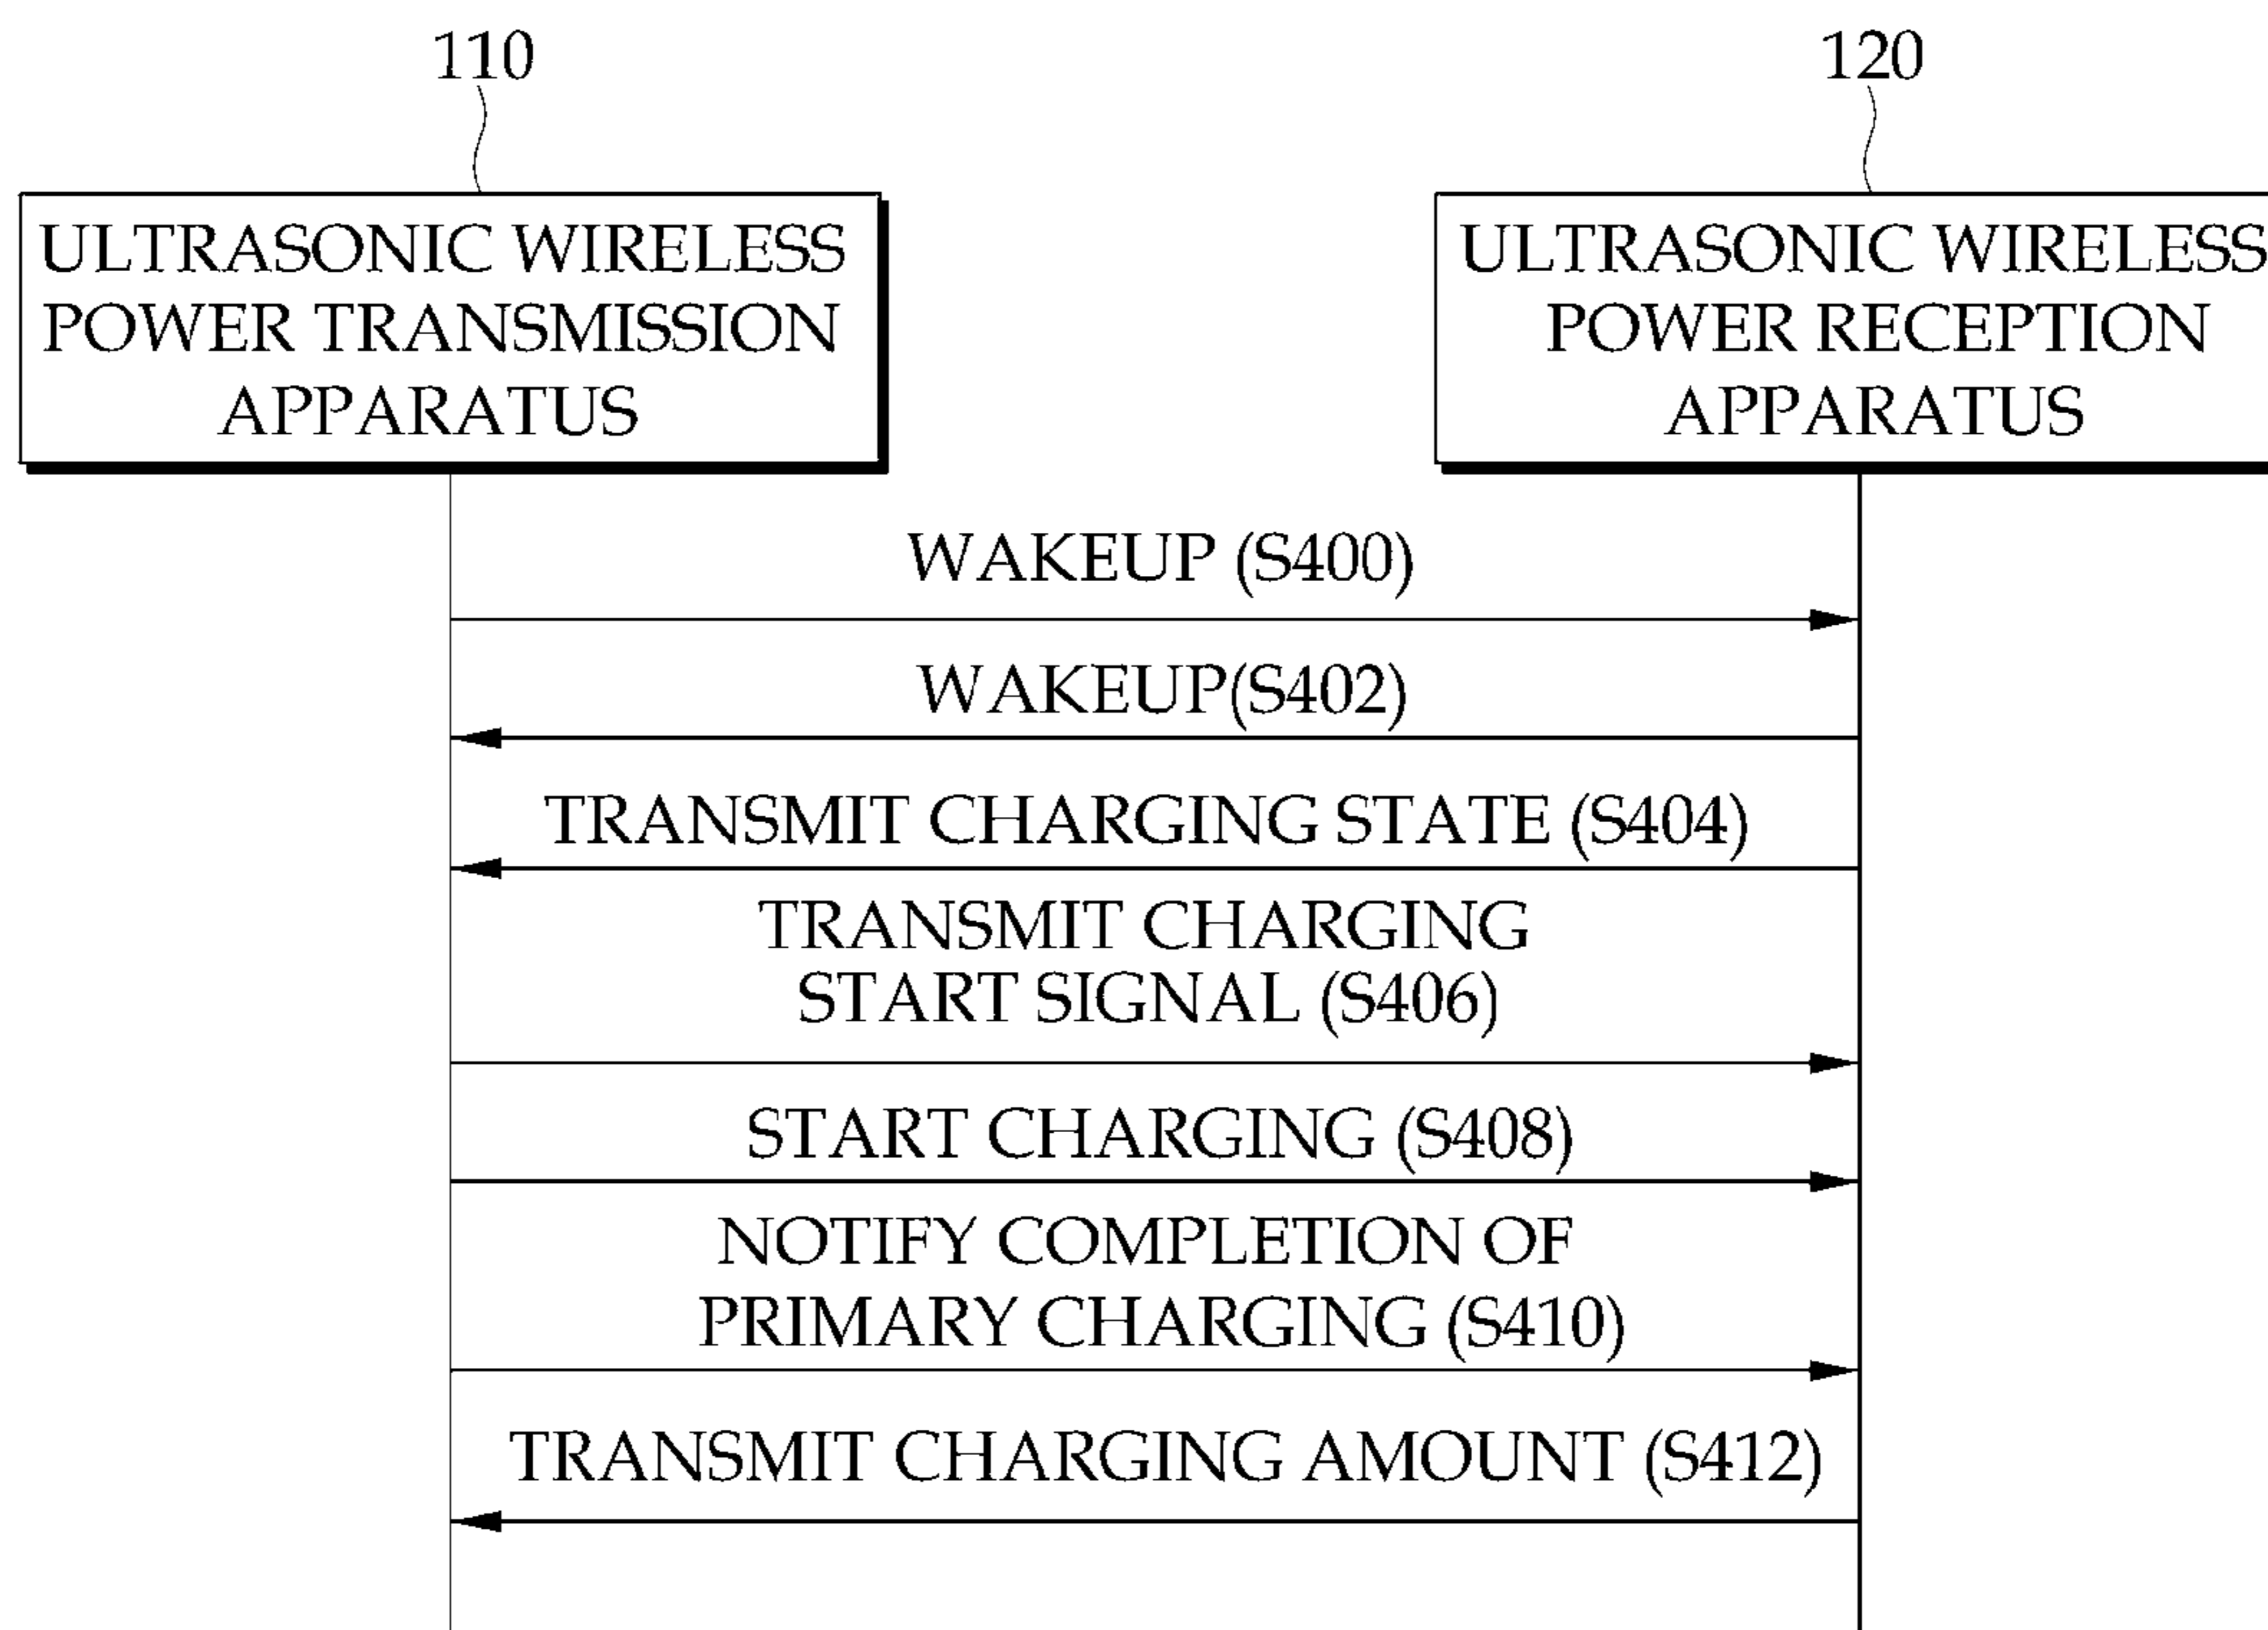 110
120
ULTRASONIC WIRELESS
POWER TRANSMISSION
APPARATUS
ULTRASONIC WIRELESS
POWER RECEPTION
APPARATUS
WAKEUP (S400)
WAKEUP(S402)
TRANSMIT CHARGING STATE (S404)
TRANSMIT CHARGING
START SIGNAL (S406)
START CHARGING (S408)
NOTIFY COMPLETION OF
PRIMARY CHARGING (S410)
TRANSMIT CHARGING AMOUNT (S412)